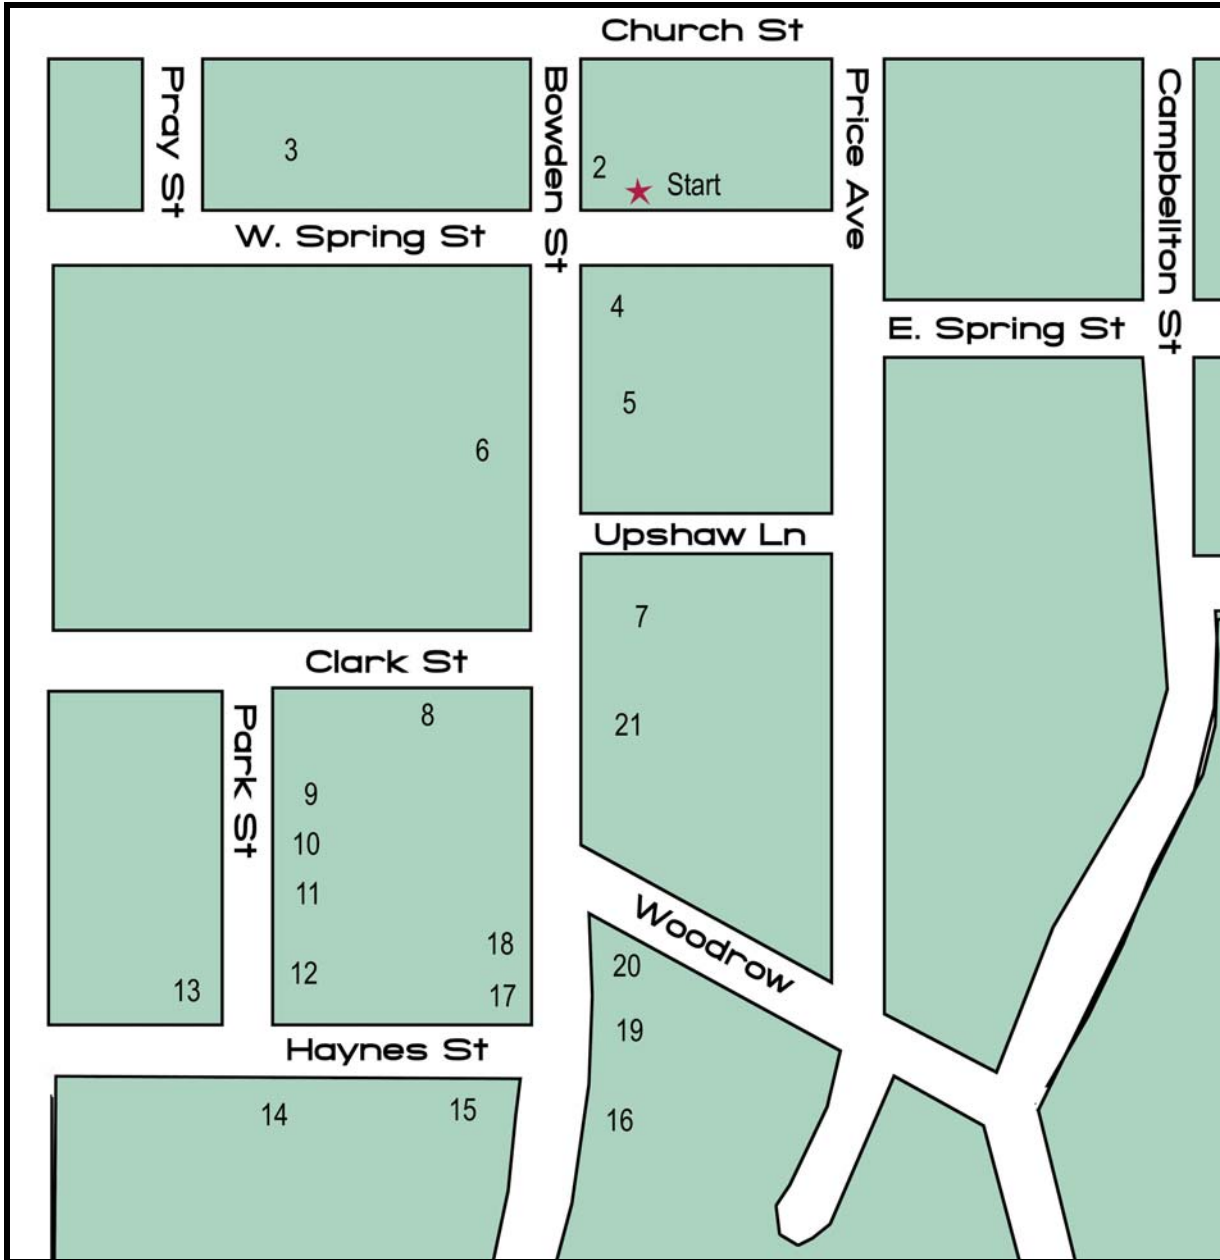 Church St
Pray St
Bowden St
Price Ave
Campbellton St
3
2
Start
W. Spring St
4
E. Spring St
5
6
Upshaw Ln
7
Clark St
8
21
Park St
9
10
11
Woodrow
18
20
12
13
17
19
Haynes St
14
15
16